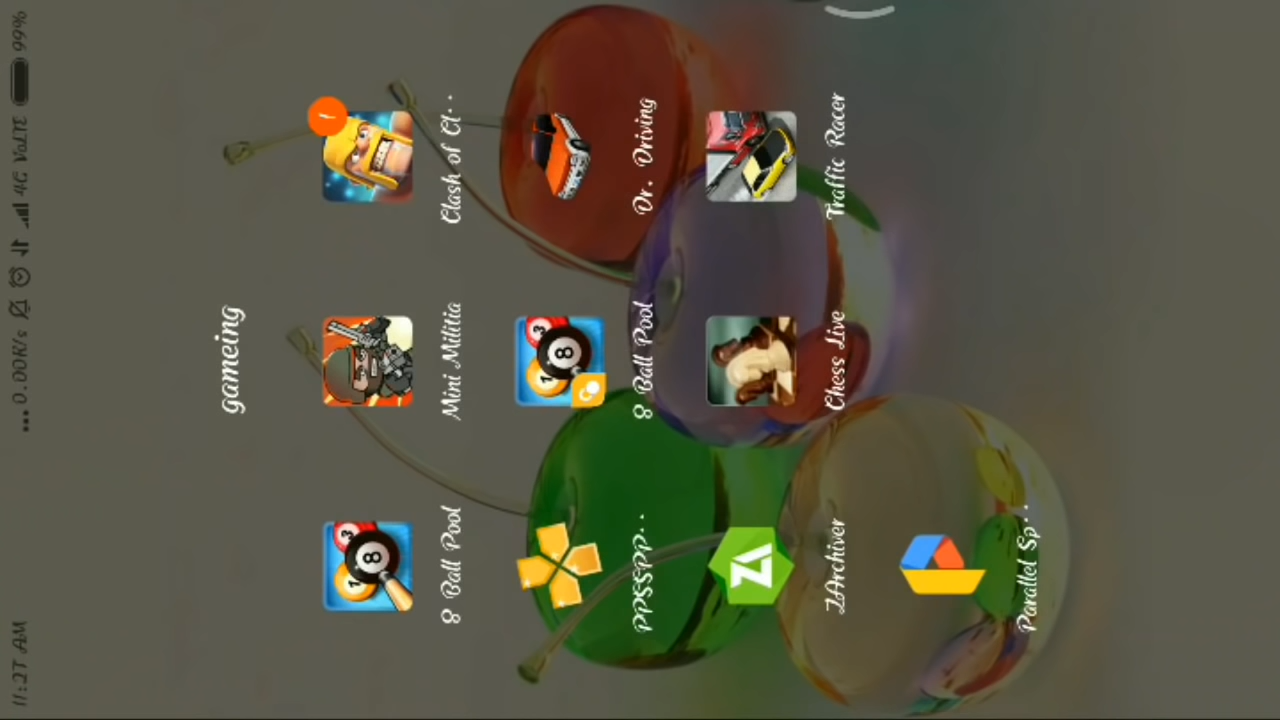 11:27 AM ... 0.00K/s 4G VoLTE 99%
gameing
8 Ball Pool Mini Militia Clash of Cl..
PPSSPP.. 8 Ball Pool Dr. Driving
ZArchiver Chess Live Traffic Racer
Parallel Sp..